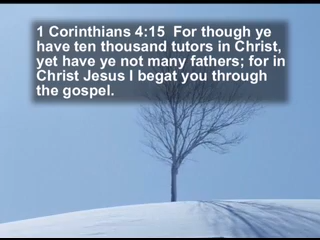 1 Corinthians 4:15  For though ye
have ten thousand tutors in Christ,
yet have ye not many fathers; for in
Christ Jesus I begat you through
the gospel.